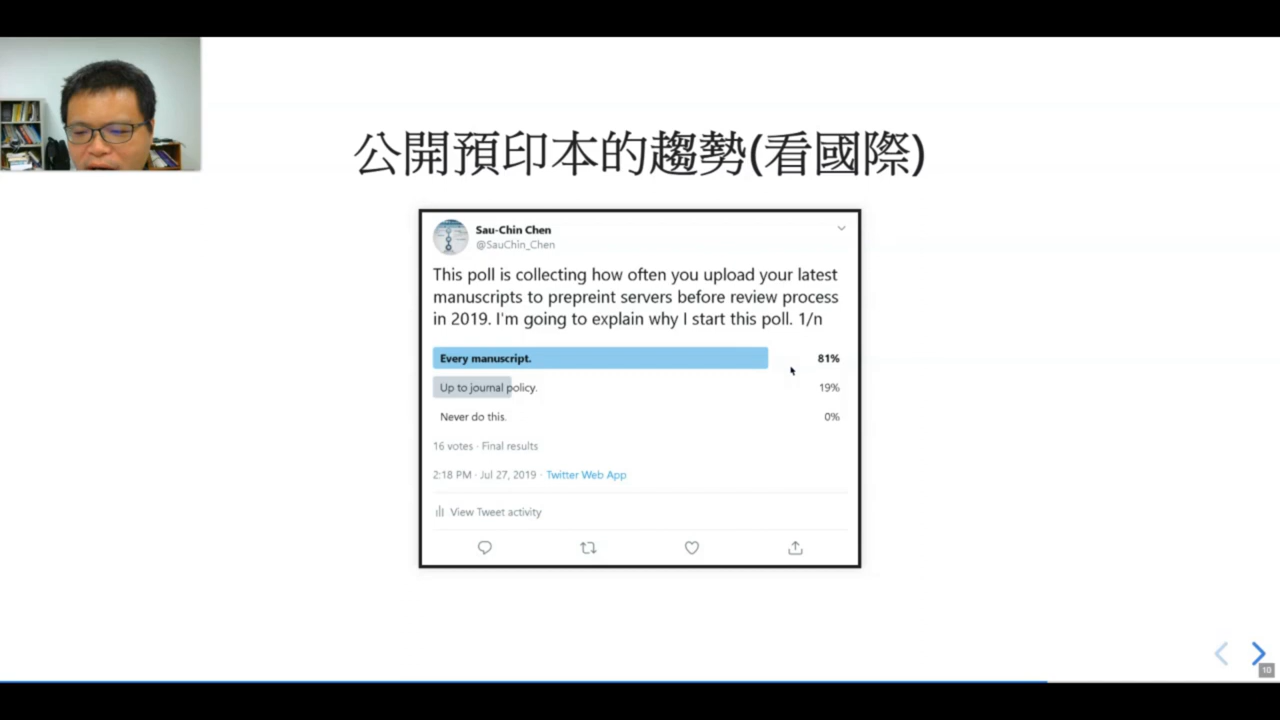 公開預印本的趨勢(看國際)
Sau-Chin Chen
@SauChin_Chen
This poll is collecting how often you upload your latest
manuscripts to prepreint servers before review process
in 2019. I'm going to explain why I start this poll. 1/n
Every manuscript. 81%
Up to journal policy. 19%
Never do this. 0%
16 votes · Final results
2:18 PM · Jul 27, 2019 · Twitter Web App
View Tweet activity
10